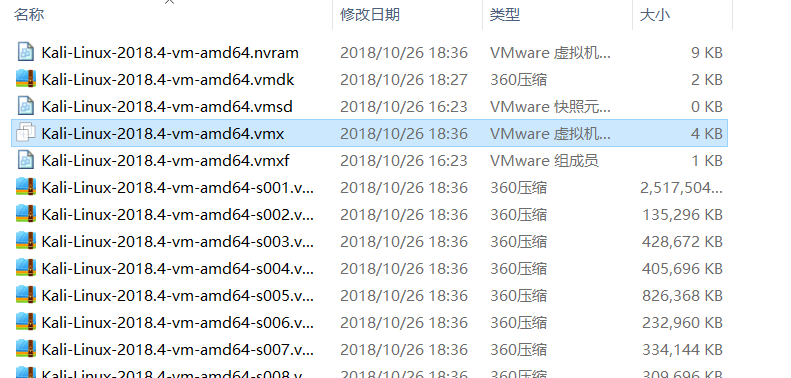 名称 修改日期 类型 大小
Kali-Linux-2018.4-vm-amd64.nvram 2018/10/26 18:36 VMware 虚拟机... 9 KB
Kali-Linux-2018.4-vm-amd64.vmdk 2018/10/26 18:27 360压缩 2 KB
Kali-Linux-2018.4-vm-amd64.vmsd 2018/10/26 16:23 VMware 快照元... 0 KB
Kali-Linux-2018.4-vm-amd64.vmx 2018/10/26 18:36 VMware 虚拟机... 4 KB
Kali-Linux-2018.4-vm-amd64.vmxf 2018/10/26 16:23 VMware 组成员 1 KB
Kali-Linux-2018.4-vm-amd64-s001.v... 2018/10/26 18:36 360压缩 2,517,504...
Kali-Linux-2018.4-vm-amd64-s002.v... 2018/10/26 18:36 360压缩 135,296 KB
Kali-Linux-2018.4-vm-amd64-s003.v... 2018/10/26 18:36 360压缩 428,672 KB
Kali-Linux-2018.4-vm-amd64-s004.v... 2018/10/26 18:36 360压缩 405,696 KB
Kali-Linux-2018.4-vm-amd64-s005.v... 2018/10/26 18:36 360压缩 826,368 KB
Kali-Linux-2018.4-vm-amd64-s006.v... 2018/10/26 18:36 360压缩 232,960 KB
Kali-Linux-2018.4-vm-amd64-s007.v... 2018/10/26 18:36 360压缩 334,144 KB
Kali-Linux-2018.4-vm-amd64-s008.v... 2018/10/26 18:36 360压缩 309,696 KB